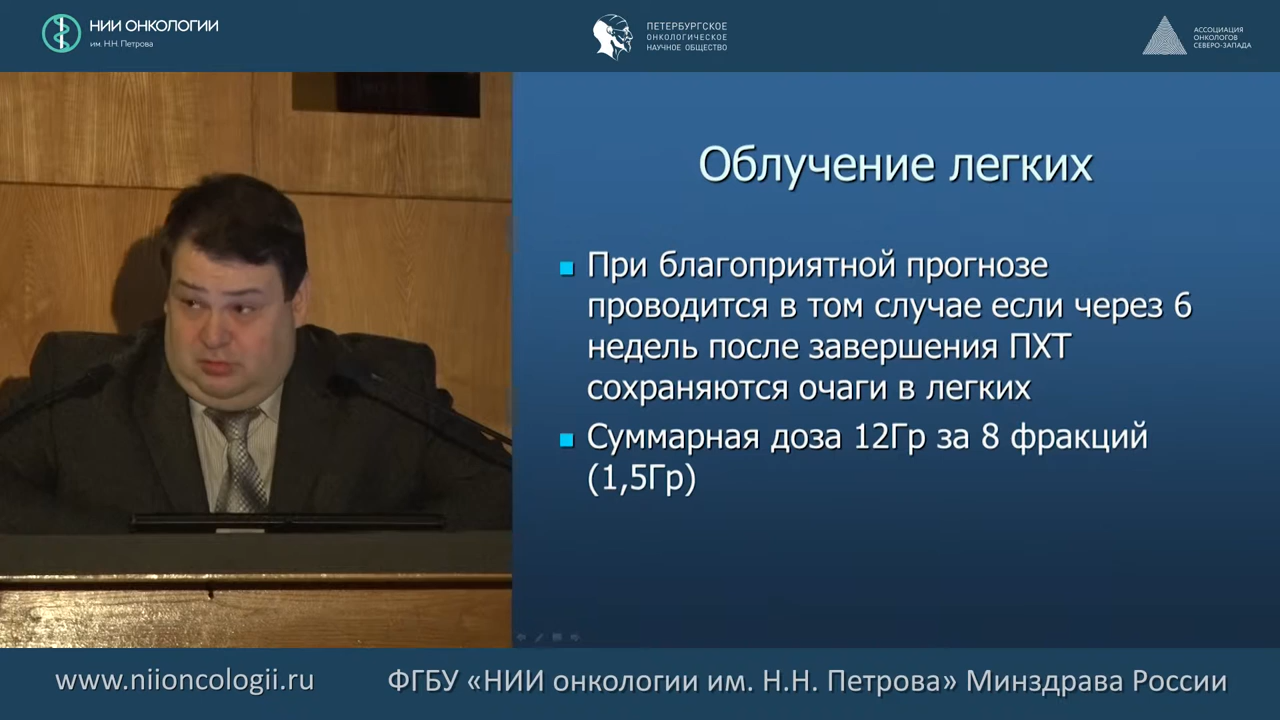 НИИ ОНКОЛОГИИ
им. Н.Н. Петрова
ПЕТЕРБУРГСКОЕ
ОНКОЛОГИЧЕСКОЕ
НАУЧНОЕ ОБЩЕСТВО
АССОЦИАЦИЯ
ОНКОЛОГОВ
СЕВЕРО-ЗАПАДА
Облучение легких
При благоприятной прогнозе
проводится в том случае если через 6
недель после завершения ПХТ
сохраняются очаги в легких
Суммарная доза 12Гр за 8 фракций
(1,5Гр)
www.niioncologii.ru
ФГБУ «НИИ онкологии им. Н.Н. Петрова» Минздрава России